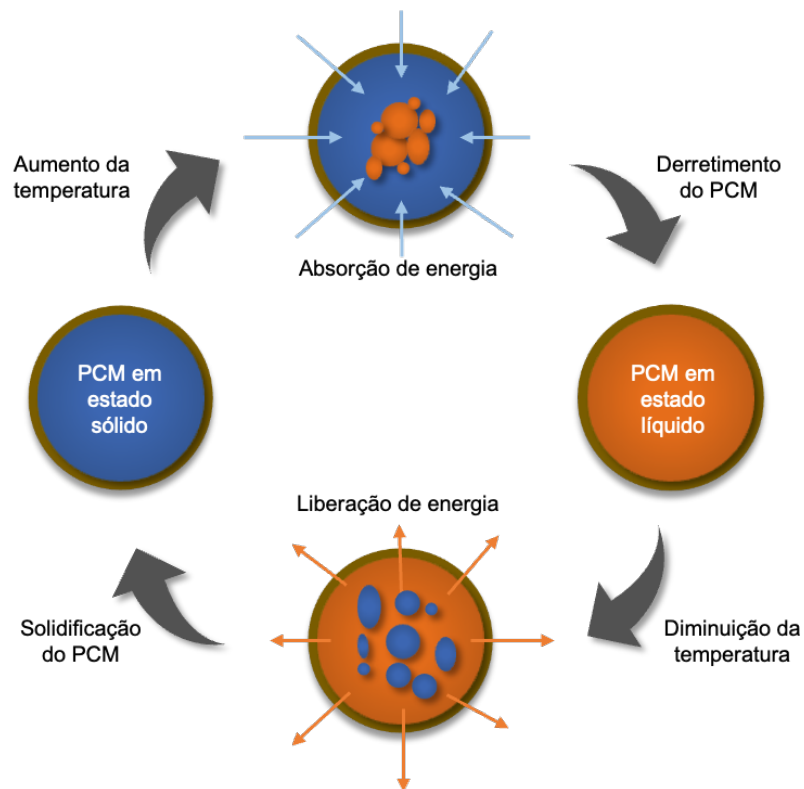 Aumento da
temperatura
Absorção de energia
Derretimento
do PCM
PCM em
estado
sólido
PCM em
estado
líquido
Liberação de energia
Solidificação
do PCM
Diminuição da
temperatura